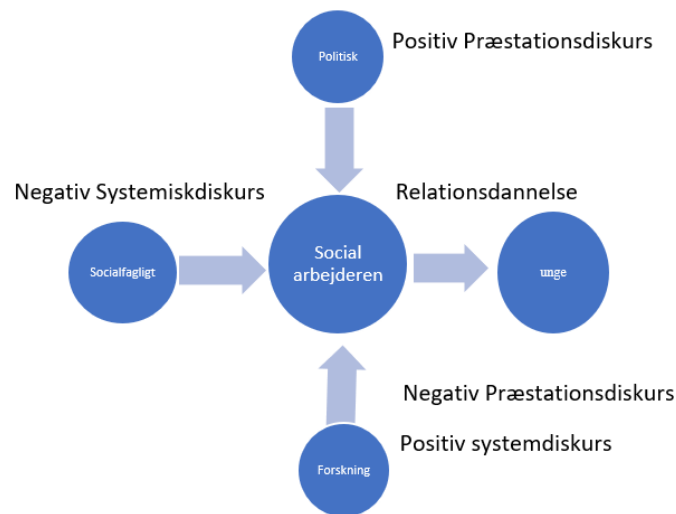 Politisk
Positiv Præstationsdiskurs
Negativ Systemiskdiskurs
Relationsdannelse
Socialfagligt
Social
arbejderen
unge
Negativ Præstationsdiskurs
Positiv systemdiskurs
Forskning